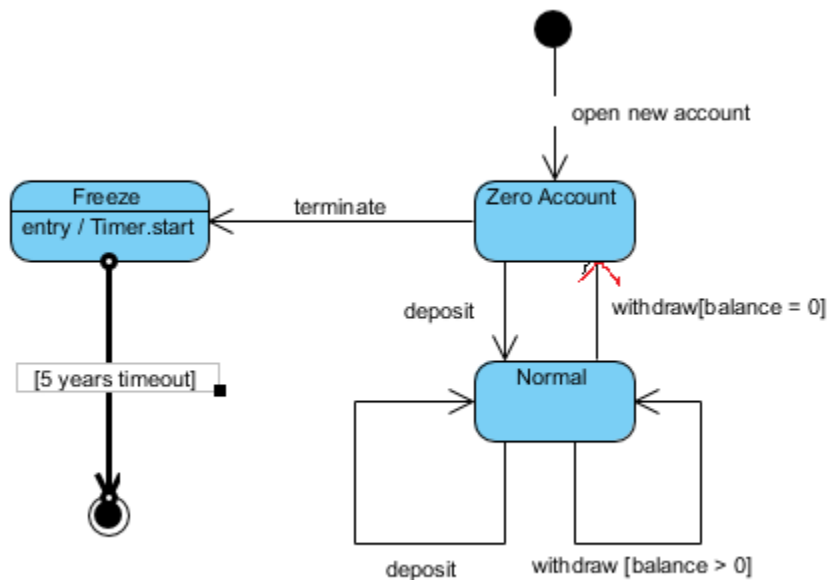 open new account
Freeze
entry / Timer.start
terminate
Zero Account
deposit
withdraw[balance = 0]
[5 years timeout]
Normal
deposit
withdraw [balance > 0]